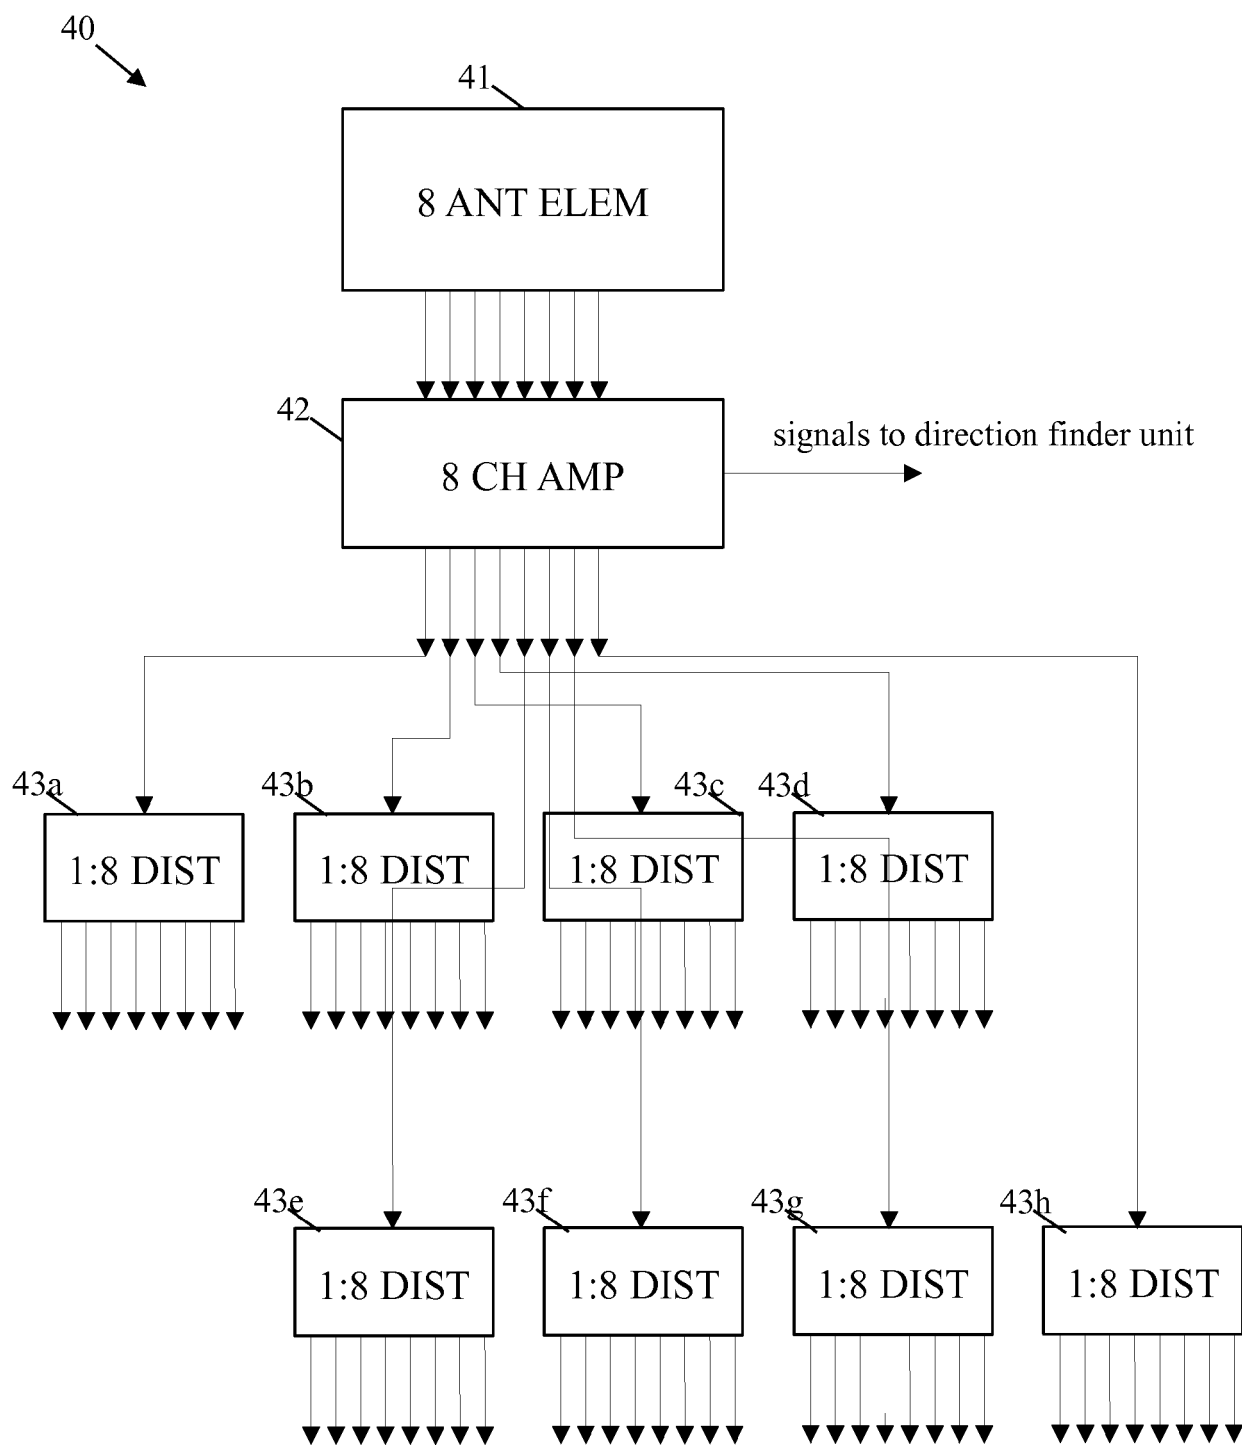 40
41
8 ANT ELEM
42
signals to direction finder unit
8 CH AMP
43a
43b
43c
43d
1:8 DIST
1:8 DIST
1:8 DIST
1:8 DIST
43e
43f
43g
43h
1:8 DIST
1:8 DIST
1:8 DIST
1:8 DIST